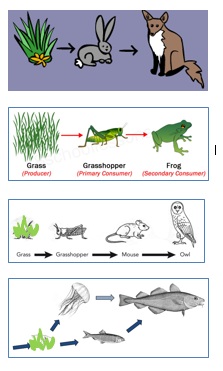 Grass Grasshopper Frog
(Producer) (Primary Consumer) (Secondary Consumer)
Grass Grasshopper Mouse Owl